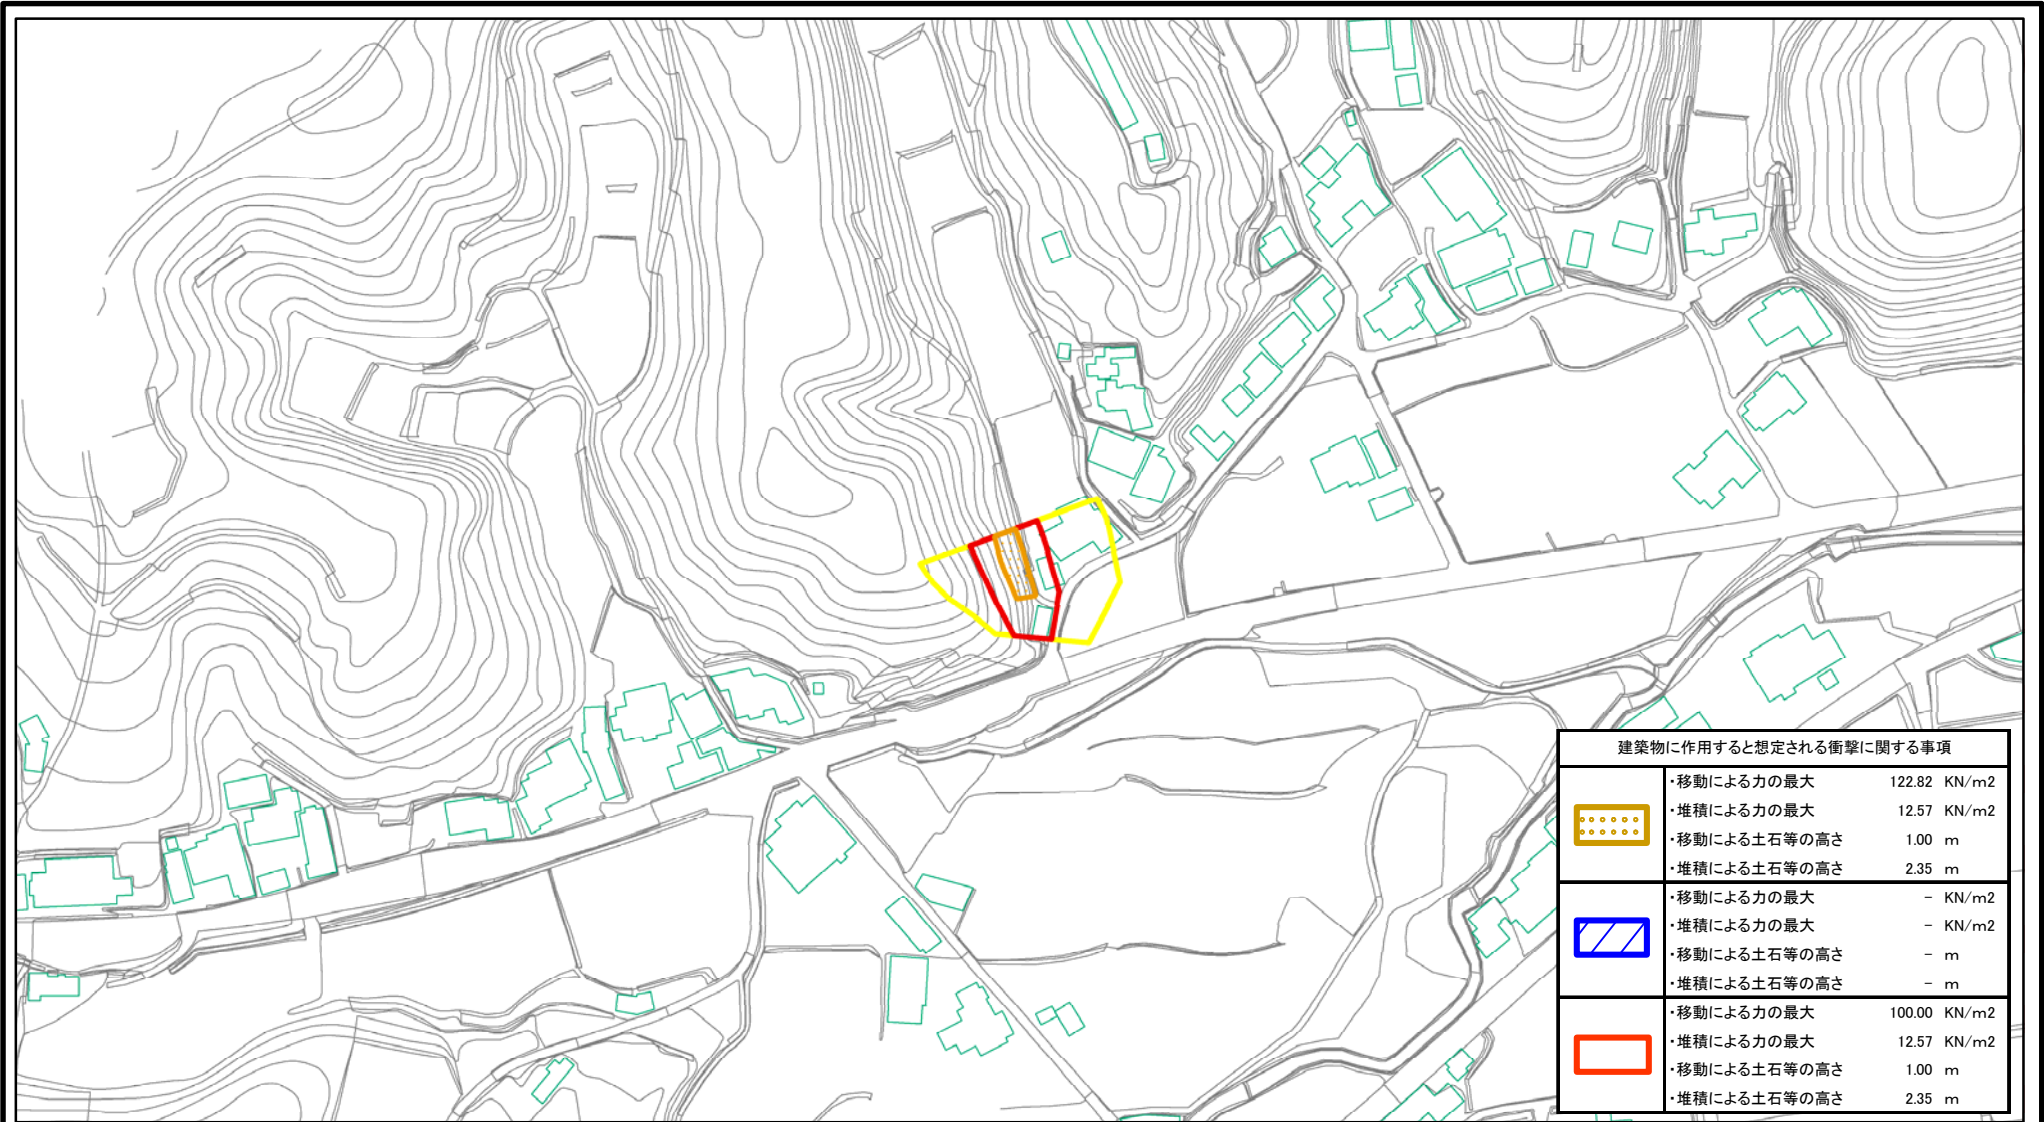 建築物に作用すると想定される衝撃に関する事項
・移動による力の最大 122.82 KN/m2
・堆積による力の最大 12.57 KN/m2
・移動による土石等の高さ 1.00 m
・堆積による土石等の高さ 2.35 m
・移動による力の最大 − KN/m2
・堆積による力の最大 − KN/m2
・移動による土石等の高さ − m
・堆積による土石等の高さ − m
・移動による力の最大 100.00 KN/m2
・堆積による力の最大 12.57 KN/m2
・移動による土石等の高さ 1.00 m
・堆積による土石等の高さ 2.35 m